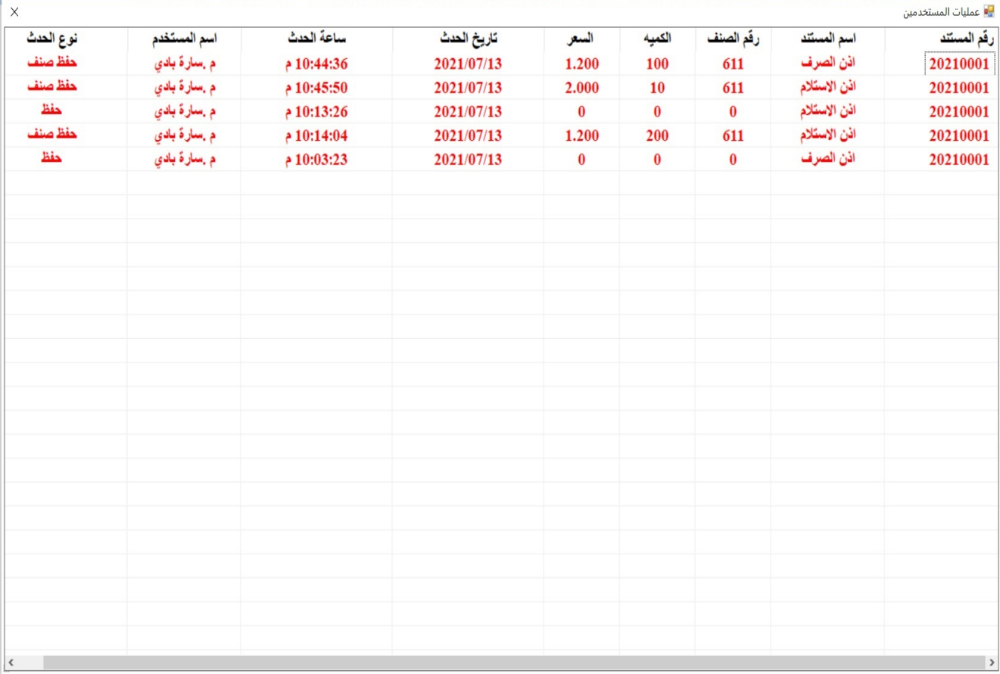 عمليات المستخدمين
رقم المستند اسم المستند رقم الصنف الكميه السعر تاريخ الحدث ساعة الحدث اسم المستخدم نوع الحدث
20210001 اذن الصرف 611 100 1.200 2021/07/13 10:44:36 م م .سارة بادي حفظ صنف
20210001 اذن الاستلام 611 10 2.000 2021/07/13 10:45:50 م م .سارة بادي حفظ صنف
20210001 اذن الاستلام 0 0 0 2021/07/13 10:13:26 م م .سارة بادي حفظ
20210001 اذن الاستلام 611 200 1.200 2021/07/13 10:14:04 م م .سارة بادي حفظ صنف
20210001 اذن الصرف 0 0 0 2021/07/13 10:03:23 م م .سارة بادي حفظ